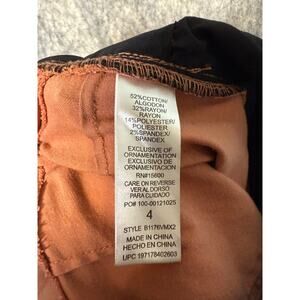 52%COTTON/
ALGODON
32%RAYON/
RAYON
14%POLYESTER/
POLIESTER
2%SPANDEX/
SPANDEX
EXCLUSIVE OF
ORNAMENTATION
EXCLUSIVO DE
ORNAMENTACION
RN#15600
CARE ON REVERSE
VER AL DORSO
PARA CUIDADO
PO# 100-00121025
4
STYLE B1176VMX2
MADE IN CHINA
HECHO EN CHINA
UPC 197178402603